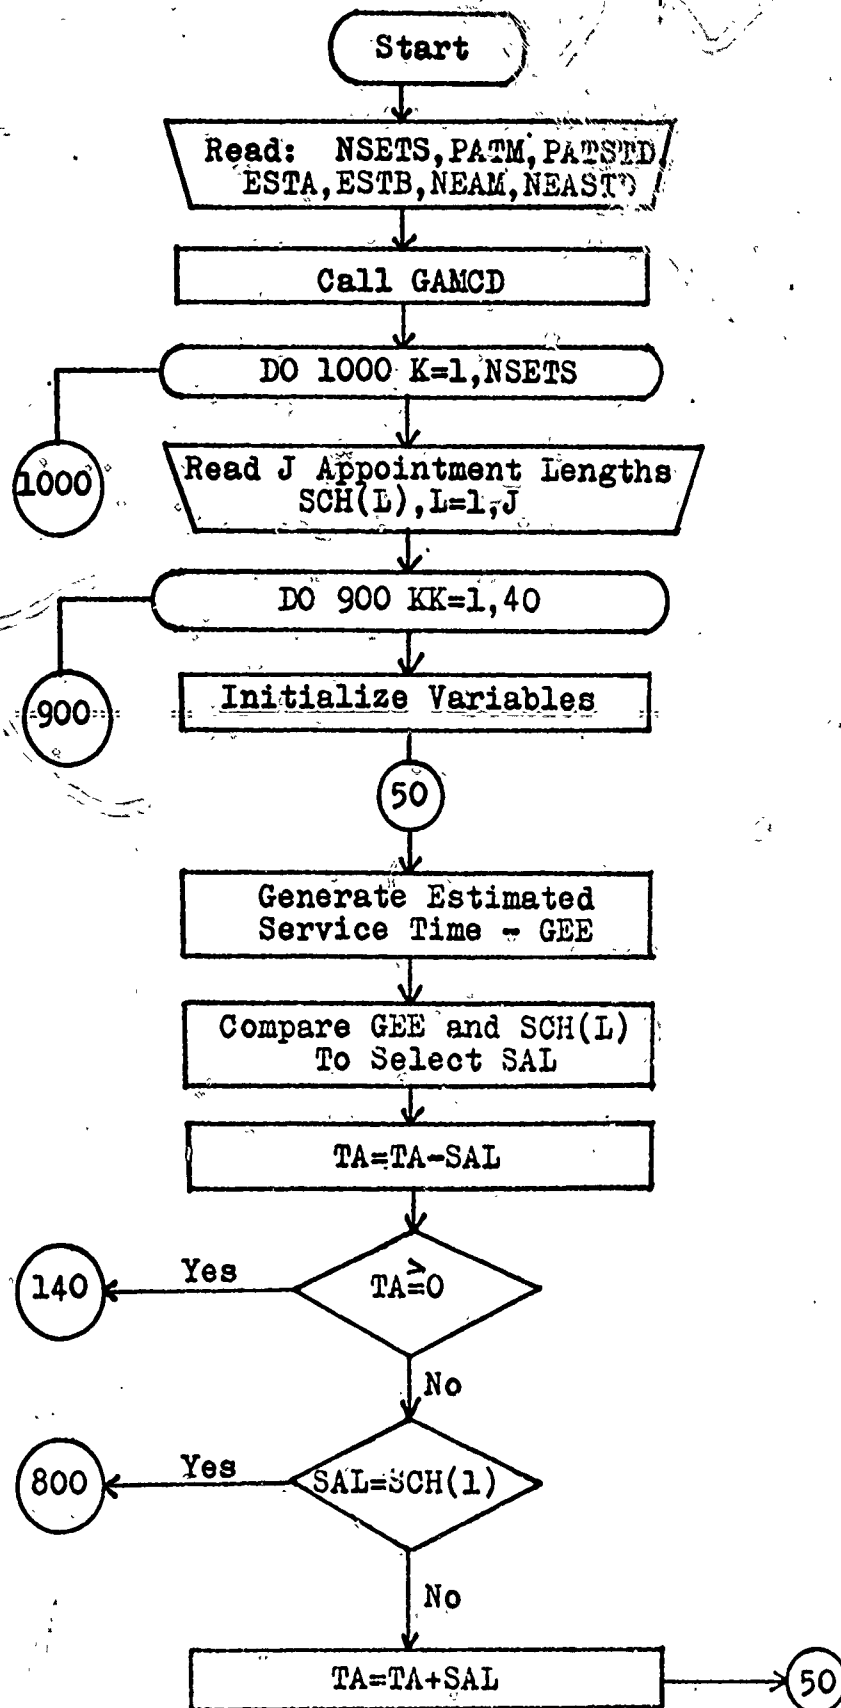 Start
Read: NSETS,PATM,PATSTD,
ESTA,ESTB,NEAM,NEASTD
Call GAMCD
DO 1000 K=1,NSETS
1000
Read J Appointment Lengths
SCH(L),L=1,J
DO 900 KK=1,40
900
Initialize Variables
50
Generate Estimated
Service Time - GEE
Compare GEE and SCH(L)
To Select SAL
TA=TA-SAL
140
Yes
TA≥0
No
800
Yes
SAL=SCH(1)
No
TA=TA+SAL
50